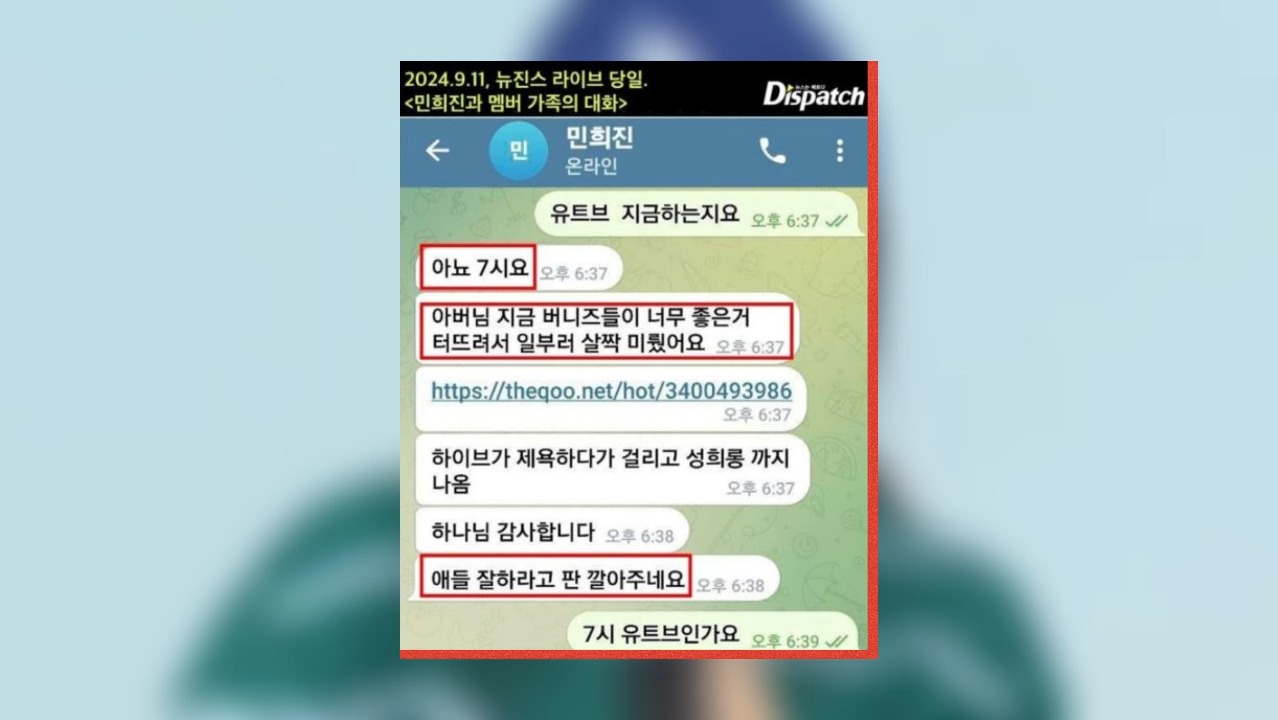 2024.9.11, 뉴진스 라이브 당일.
<민희진과 멤버 가족의 대화>
Dispatch
민
민희진
온라인
유트브 지금하는지요 오후 6:37
아뇨 7시요 오후 6:37
아버님 지금 버니즈들이 너무 좋은거
터뜨려서 일부러 살짝 미뤘어요 오후 6:37
https://theqoo.net/hot/3400493986
오후 6:37
하이브가 제육하다가 걸리고 성희롱 까지
나옴 오후 6:37
하나님 감사합니다 오후 6:38
애들 잘하라고 판 깔아주네요 오후 6:38
7시 유트브인가요 오후 6:39